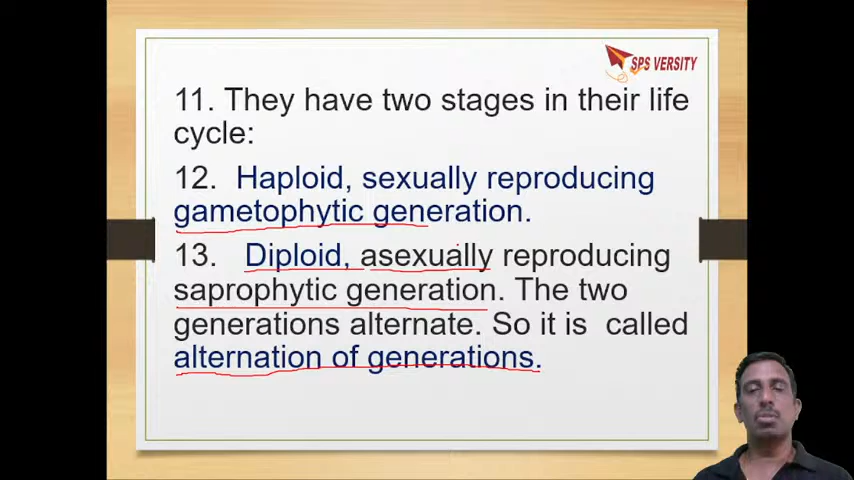 SPS VERSITY
11. They have two stages in their life
cycle:
12. Haploid, sexually reproducing
gametophytic generation.
13. Diploid, asexually reproducing
saprophytic generation. The two
generations alternate. So it is called
alternation of generations.